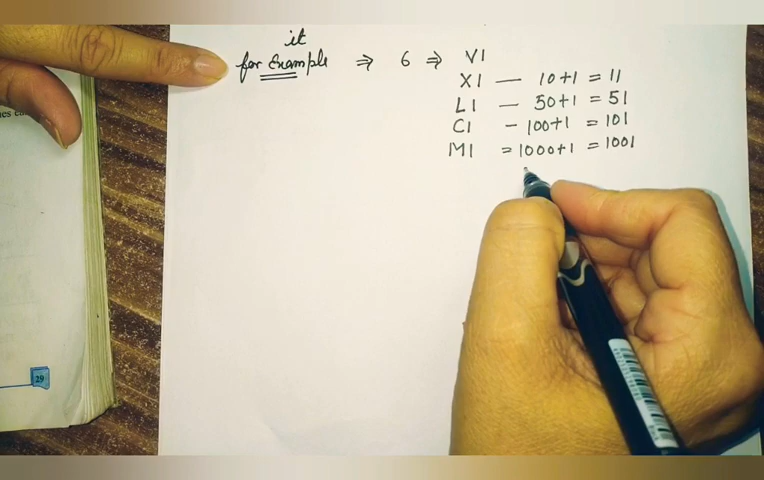 it
for Example ⇒ 6 ⇒ VI
XI — 10+1 = 11
LI — 50+1 = 51
CI - 100+1 = 101
MI = 1000+1 = 1001
29